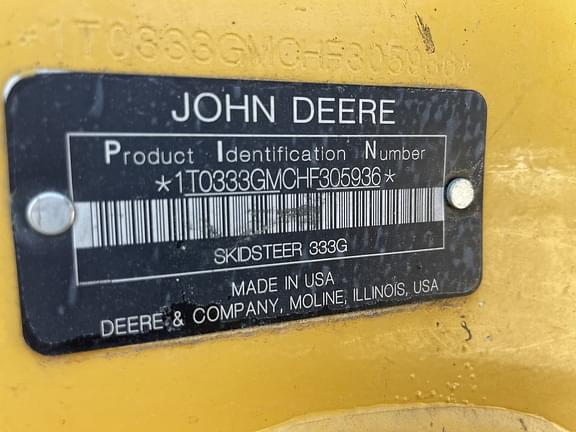 *1T0333GMCHF305936*
JOHN DEERE
Product Identification Number
*1T0333GMCHF305936*
SKIDSTEER 333G
MADE IN USA
DEERE & COMPANY, MOLINE, ILLINOIS, USA